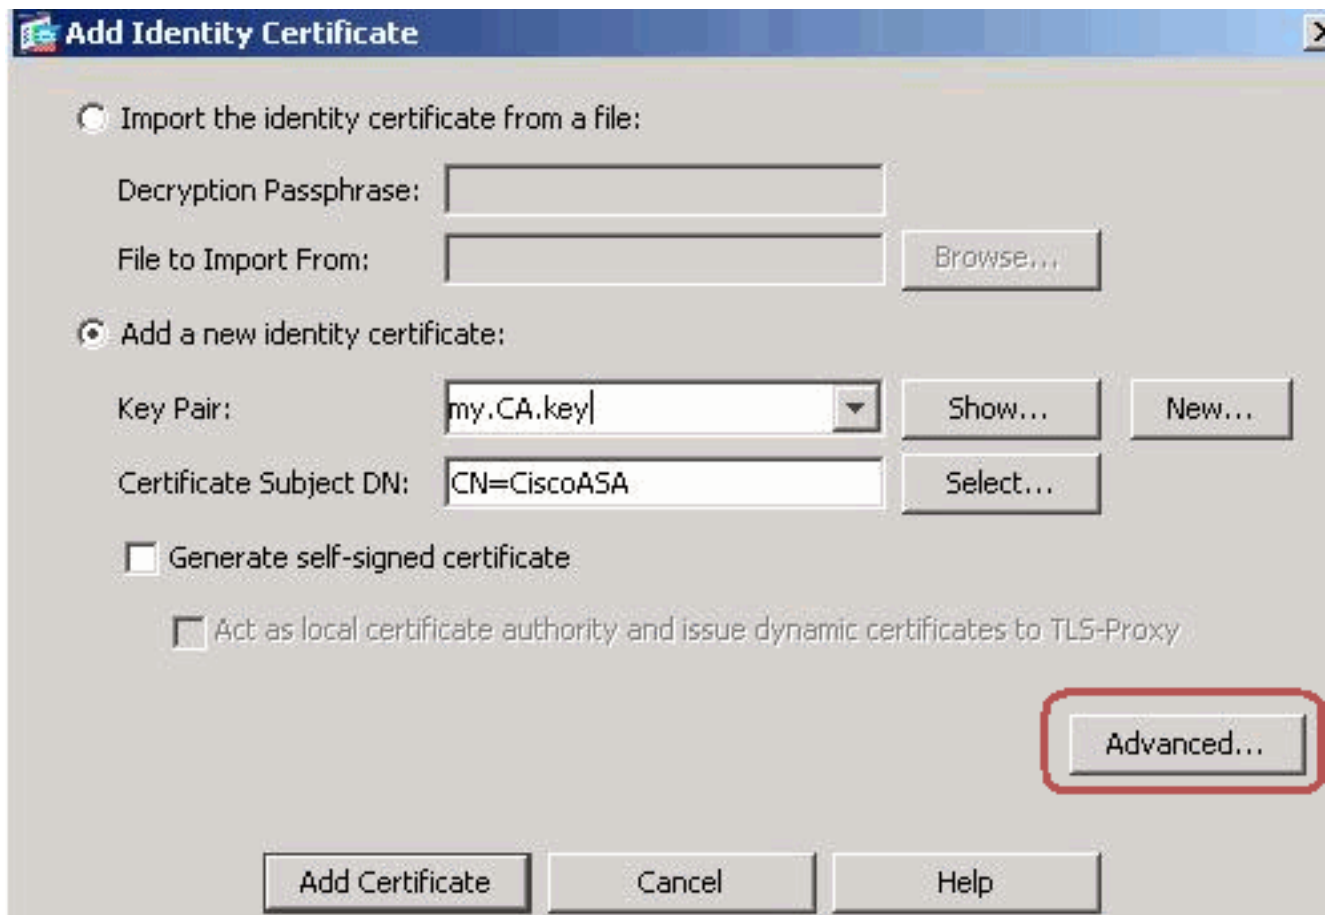 Add Identity Certificate
Import the identity certificate from a file:
Decryption Passphrase:
File to Import From:
Browse...
Add a new identity certificate:
Key Pair:
my.CA.key
Show...
New...
Certificate Subject DN:
CN=CiscoASA
Select...
Generate self-signed certificate
Act as local certificate authority and issue dynamic certificates to TLS-Proxy
Advanced...
Add Certificate
Cancel
Help